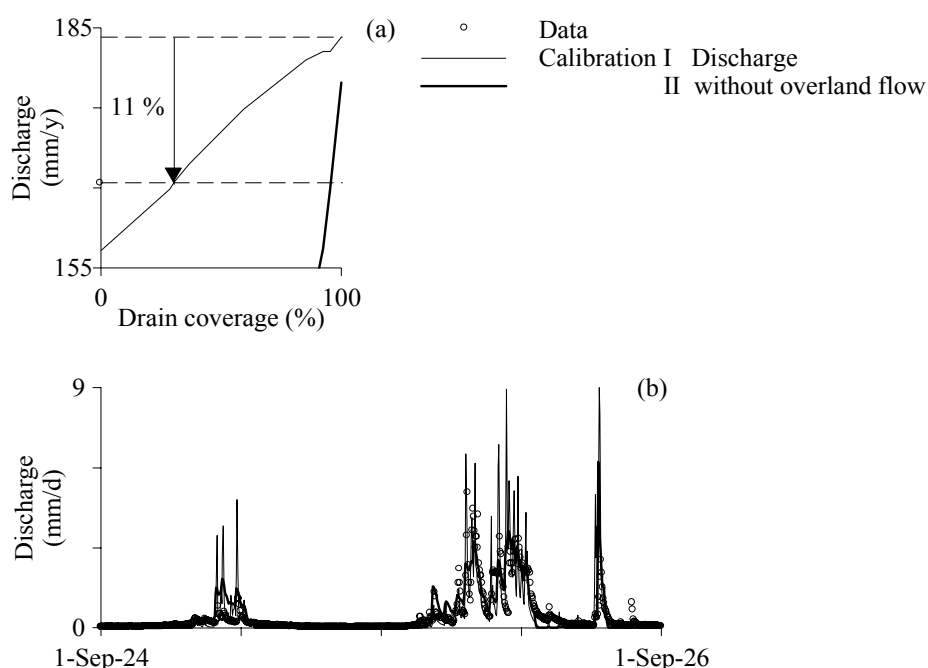 185
(a)
Data
Calibration I Discharge
II without overland flow
11 %
Discharge
(mm/y)
155
0
100
Drain coverage (%)
9
(b)
Discharge
(mm/d)
0
1-Sep-24
1-Sep-26